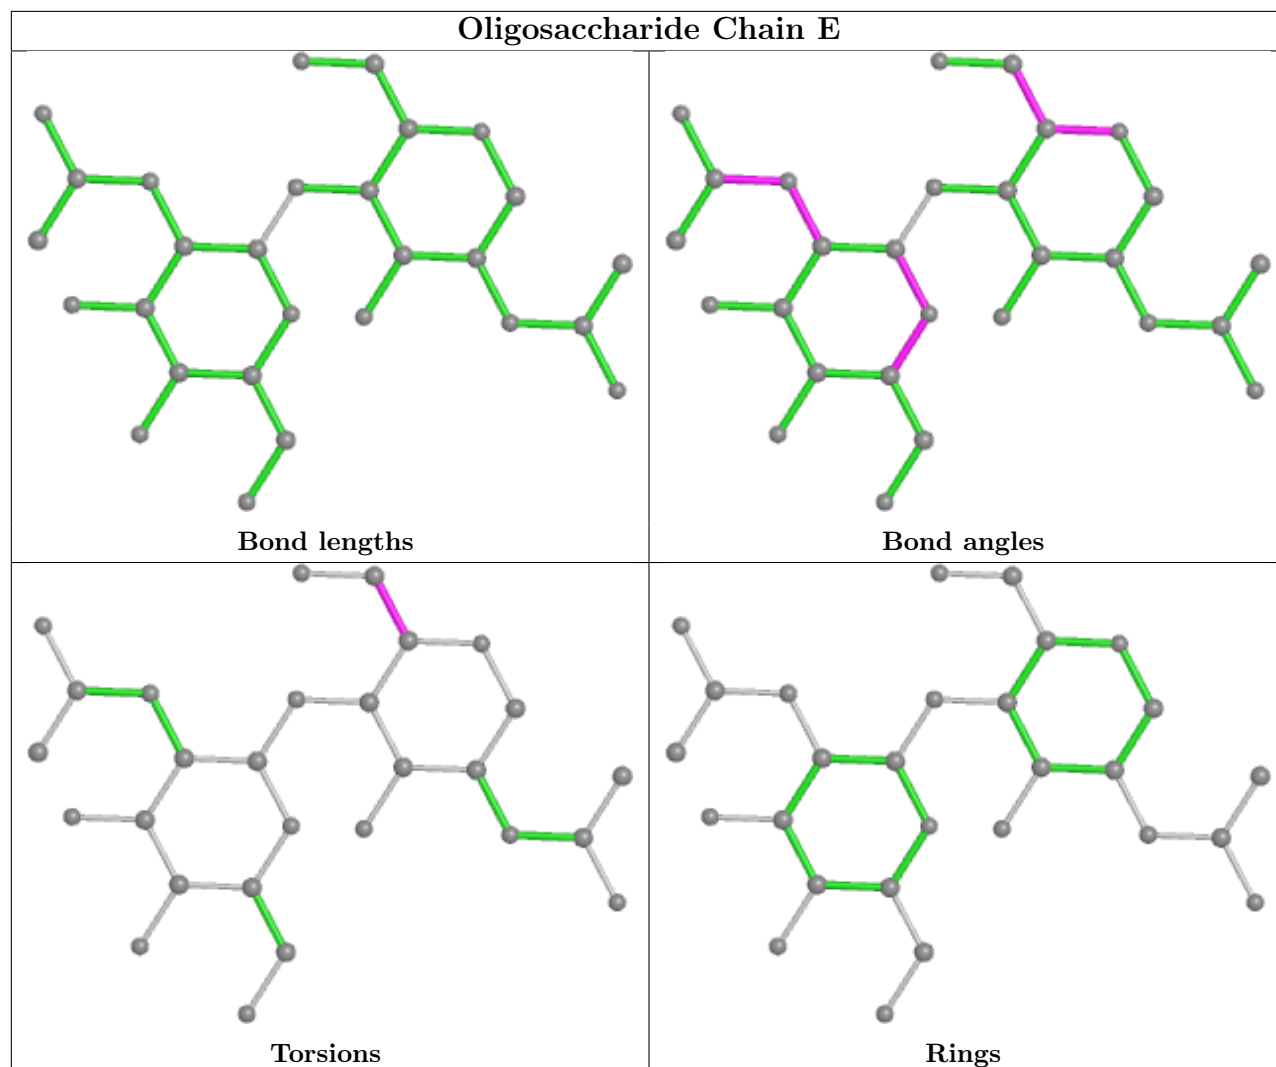 Oligosaccharide Chain E
Bond lengths
Bond angles
Torsions
Rings